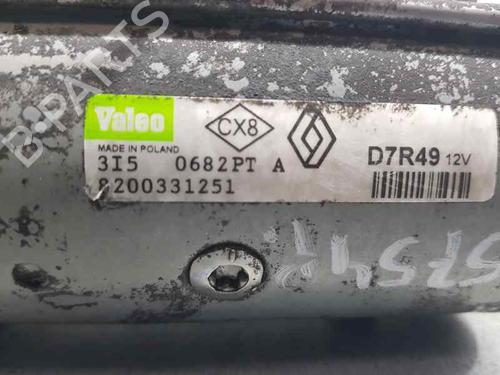 Valeo
CX8
MADE IN POLAND
3I5 0682PT A
D7R49 12V
8200331251
B-PARTS